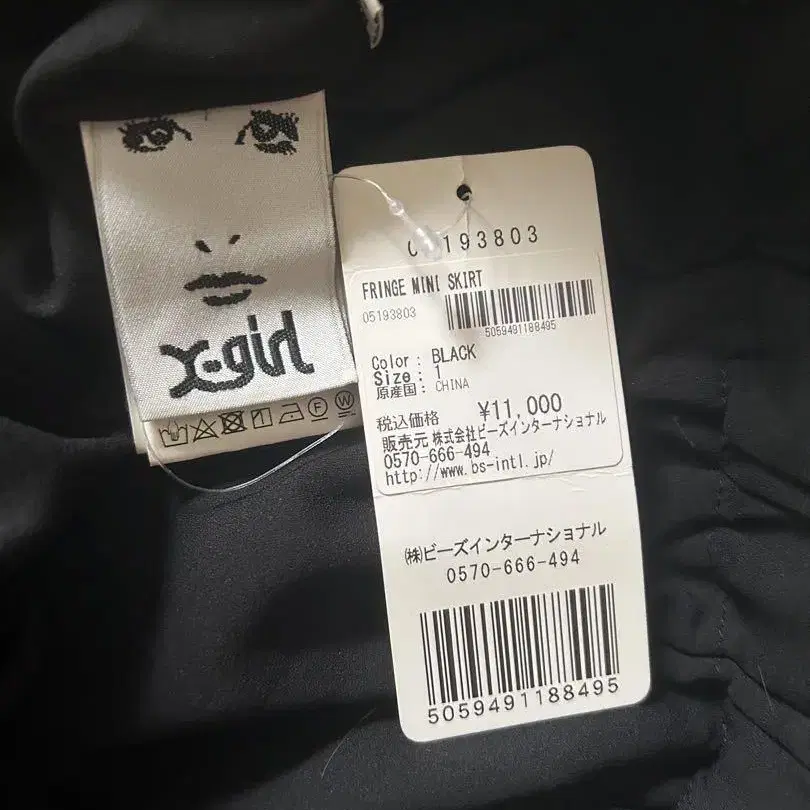 X-girl
F
W
05193803
FRINGE MINI SKIRT
05193803
5059491188495
Color : BLACK
Size : 1
原産国 : CHINA
税込価格 ¥11,000
販売元 株式会社ビーズインターナショナル
0570-666-494
http://www.bs-intl.jp/
㈱ビーズインターナショナル
0570-666-494
5059491188495